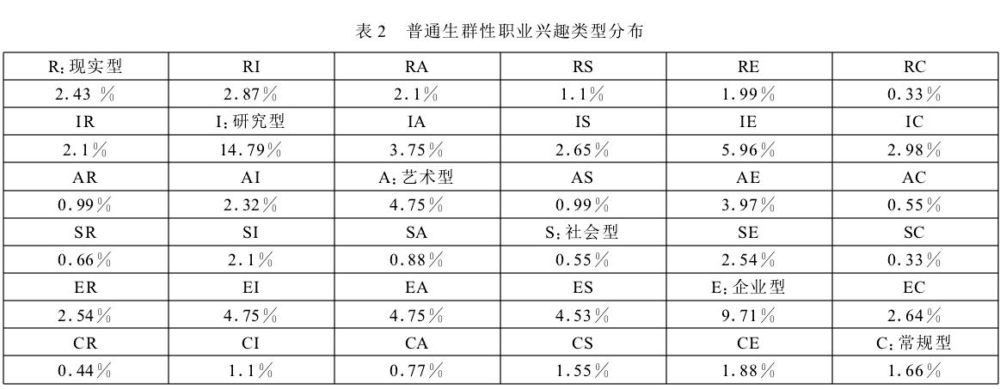 表 2 普通生群性职业兴趣类型分布
R:现实型 RI RA RS RE RC
2.43 % 2.87% 2.1% 1.1% 1.99% 0.33%
IR I:研究型 IA IS IE IC
2.1% 14.79% 3.75% 2.65% 5.96% 2.98%
AR AI A:艺术型 AS AE AC
0.99% 2.32% 4.75% 0.99% 3.97% 0.55%
SR SI SA S:社会型 SE SC
0.66% 2.1% 0.88% 0.55% 2.54% 0.33%
ER EI EA ES E:企业型 EC
2.54% 4.75% 4.75% 4.53% 9.71% 2.64%
CR CI CA CS CE C:常规型
0.44% 1.1% 0.77% 1.55% 1.88% 1.66%